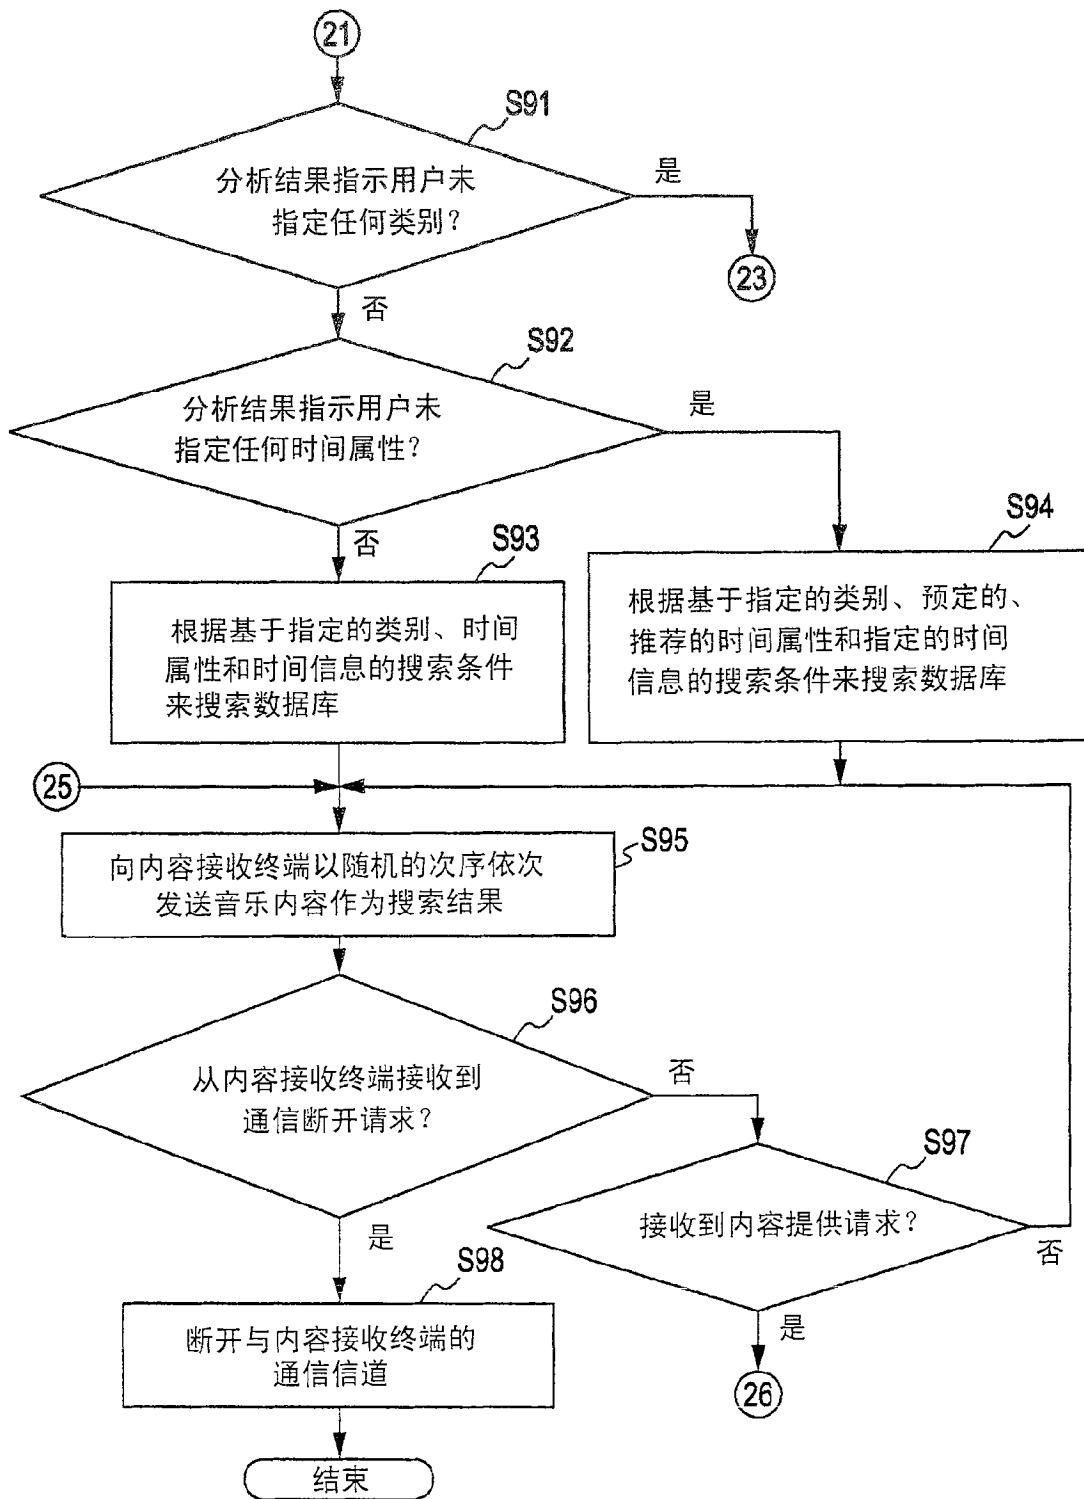 21
S91
分析结果指示用户未
指定任何类别?
是
23
否
S92
分析结果指示用户未
指定任何时间属性?
是
否
S93
根据基于指定的类别、时间
属性和时间信息的搜索条件
来搜索数据库
S94
根据基于指定的类别、预定的、
推荐的时间属性和指定的时间
信息的搜索条件来搜索数据库
25
S95
向内容接收终端以随机的次序依次
发送音乐内容作为搜索结果
S96
从内容接收终端接收到
通信断开请求?
否
S97
接收到内容提供请求?
否
是
26
是
S98
断开与内容接收终端的
通信信道
结束